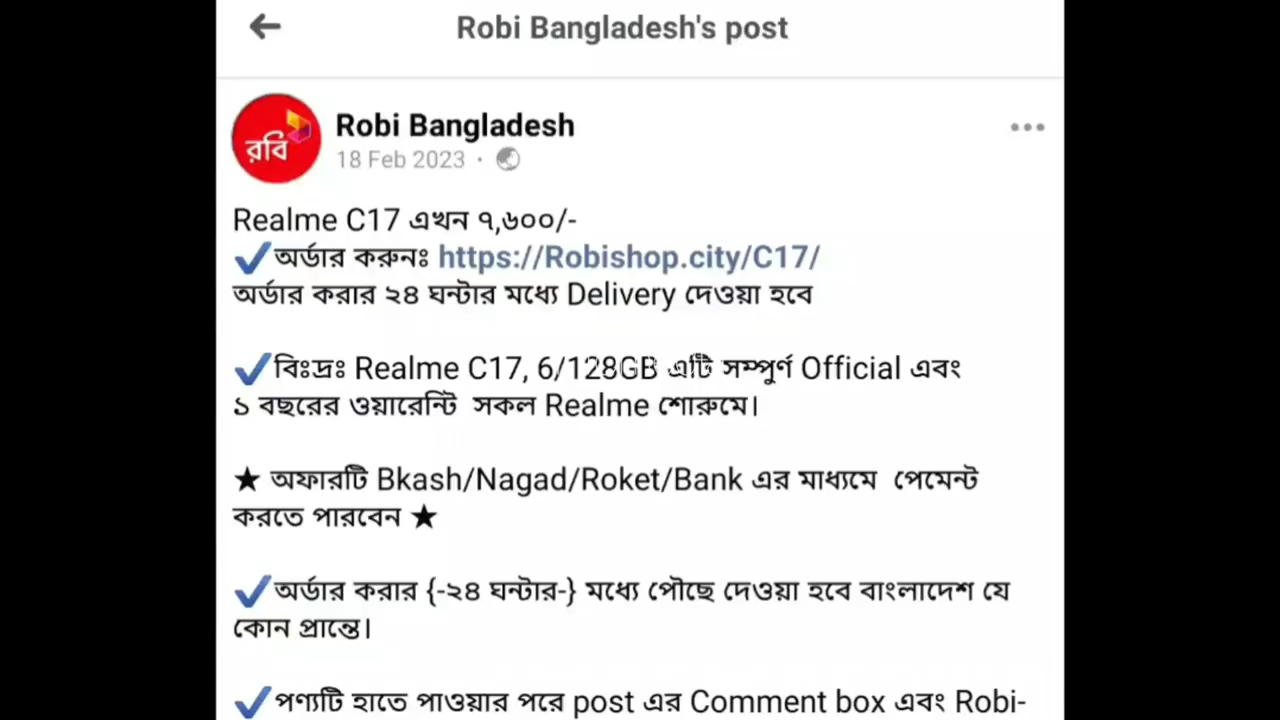 Robi Bangladesh's post
রবি
Robi Bangladesh
18 Feb 2023 ·
Realme C17 এখন ৭,৬০০/-
✔অর্ডার করুনঃ https://Robishop.city/C17/
অর্ডার করার ২৪ ঘন্টার মধ্যে Delivery দেওয়া হবে
✔বিঃদ্রঃ Realme C17, 6/128GB এটি সম্পুর্ণ Official এবং
১ বছরের ওয়ারেন্টি সকল Realme শোরুমে।
★ অফারটি Bkash/Nagad/Roket/Bank এর মাধ্যমে পেমেন্ট
করতে পারবেন ★
✔অর্ডার করার {-২৪ ঘন্টার-} মধ্যে পৌছে দেওয়া হবে বাংলাদেশ যে
কোন প্রান্তে।
✔পণ্যটি হাতে পাওয়ার পরে post এর Comment box এবং Robi-